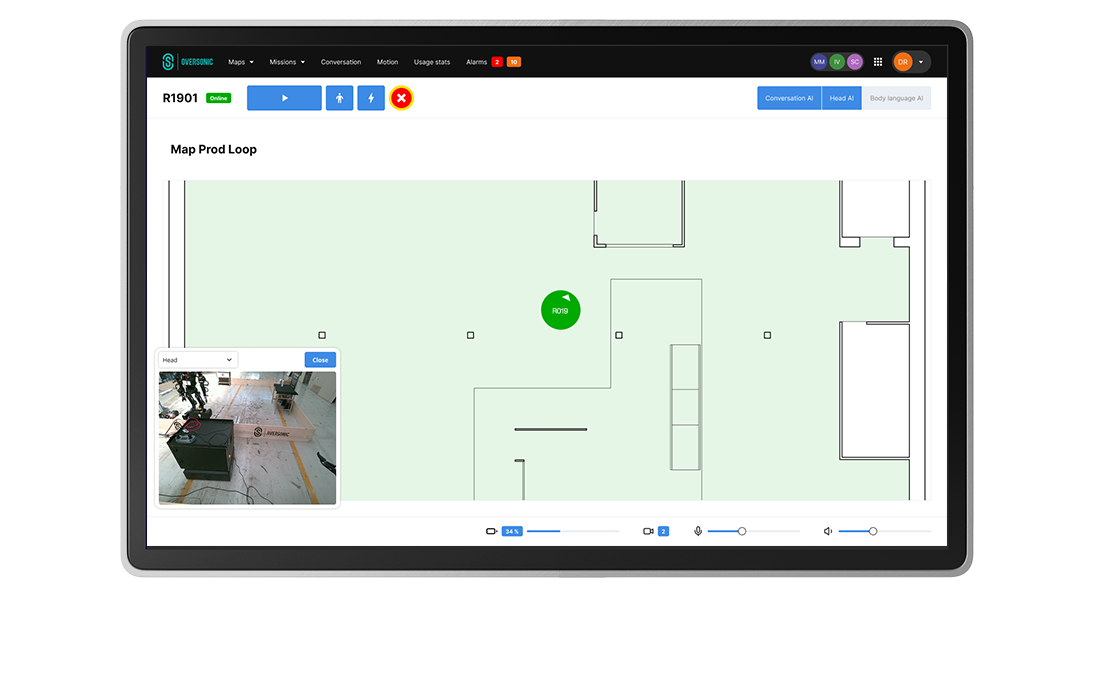 OVERSONIC Maps Missions Conversation Motion Usage stats Alarms 2 10 MM IV SC DR
R1901 Online Conversation AI Head AI Body language AI
Map Prod Loop
R019
Head Close
OVERSONIC
34 % 2